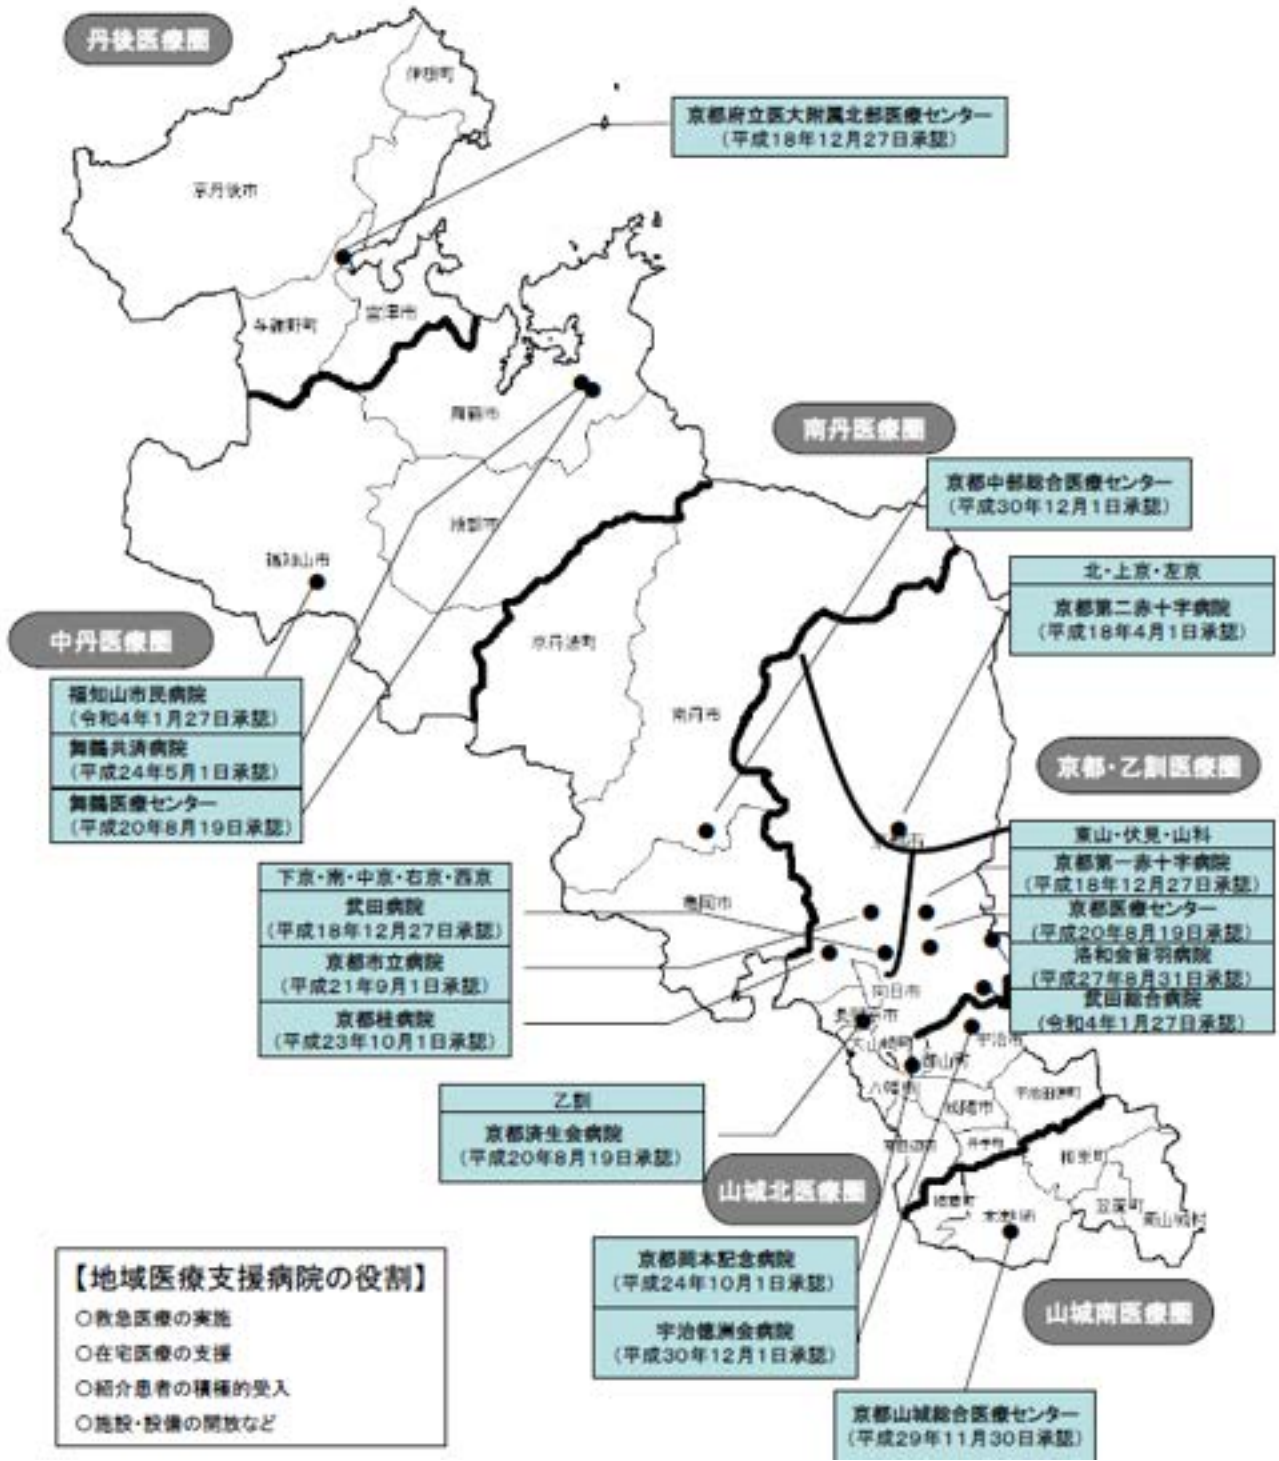 丹後医療圏
伊根町
京都府立医大附属北部医療センター
(平成18年12月27日承認)
京丹後市
与謝野町
宮津市
舞鶴市
南丹医療圏
京都中部総合医療センター
(平成30年12月1日承認)
綾部市
福知山市
北・上京・左京
京都第二赤十字病院
(平成18年4月1日承認)
中丹医療圏
京丹波町
福知山市民病院
(令和4年1月27日承認)
舞鶴共済病院
(平成24年5月1日承認)
舞鶴医療センター
(平成20年8月19日承認)
南丹市
京都・乙訓医療圏
東山・伏見・山科
京都第一赤十字病院
(平成18年12月27日承認)
京都医療センター
(平成20年8月19日承認)
洛和会音羽病院
(平成27年8月31日承認)
武田総合病院
(令和4年1月27日承認)
下京・南・中京・右京・西京
武田病院
(平成18年12月27日承認)
京都市立病院
(平成21年9月1日承認)
京都桂病院
(平成23年10月1日承認)
亀岡市
向日市
大山崎町
宇治市
八幡市
城陽市
宇治田原町
井手町
和束町
精華町
木津川市
笠置町
南山城村
乙訓
京都済生会病院
(平成20年8月19日承認)
山城北医療圏
京都岡本記念病院
(平成24年10月1日承認)
宇治徳洲会病院
(平成30年12月1日承認)
山城南医療圏
京都山城総合医療センター
(平成29年11月30日承認)
【地域医療支援病院の役割】
○救急医療の実施
○在宅医療の支援
○紹介患者の積極的受入
○施設・設備の開放など